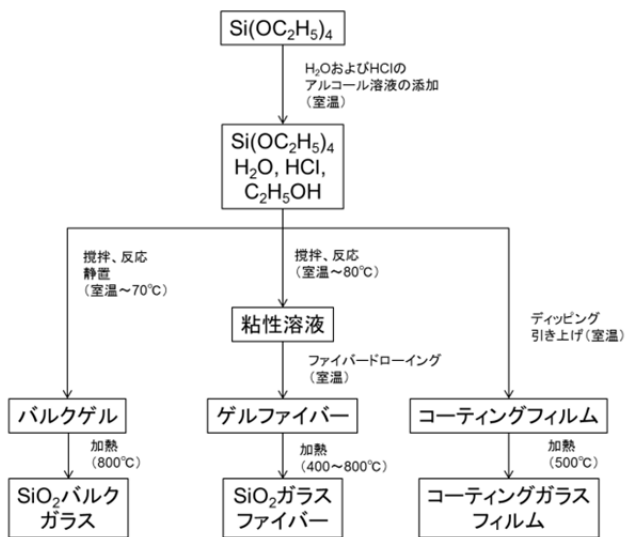 Si(OC₂H₅)₄
H₂OおよびHClの
アルコール溶液の添加
(室温)
Si(OC₂H₅)₄
H₂O, HCl,
C₂H₅OH
攪拌、反応
静置
(室温～70℃)
攪拌、反応
(室温～80℃)
粘性溶液
ディッピング
引き上げ(室温)
ファイバードローイング
(室温)
バルクゲル
ゲルファイバー
コーティングフィルム
加熱
(800℃)
加熱
(400～800℃)
加熱
(500℃)
SiO₂バルク
ガラス
SiO₂ガラス
ファイバー
コーティングガラス
フィルム